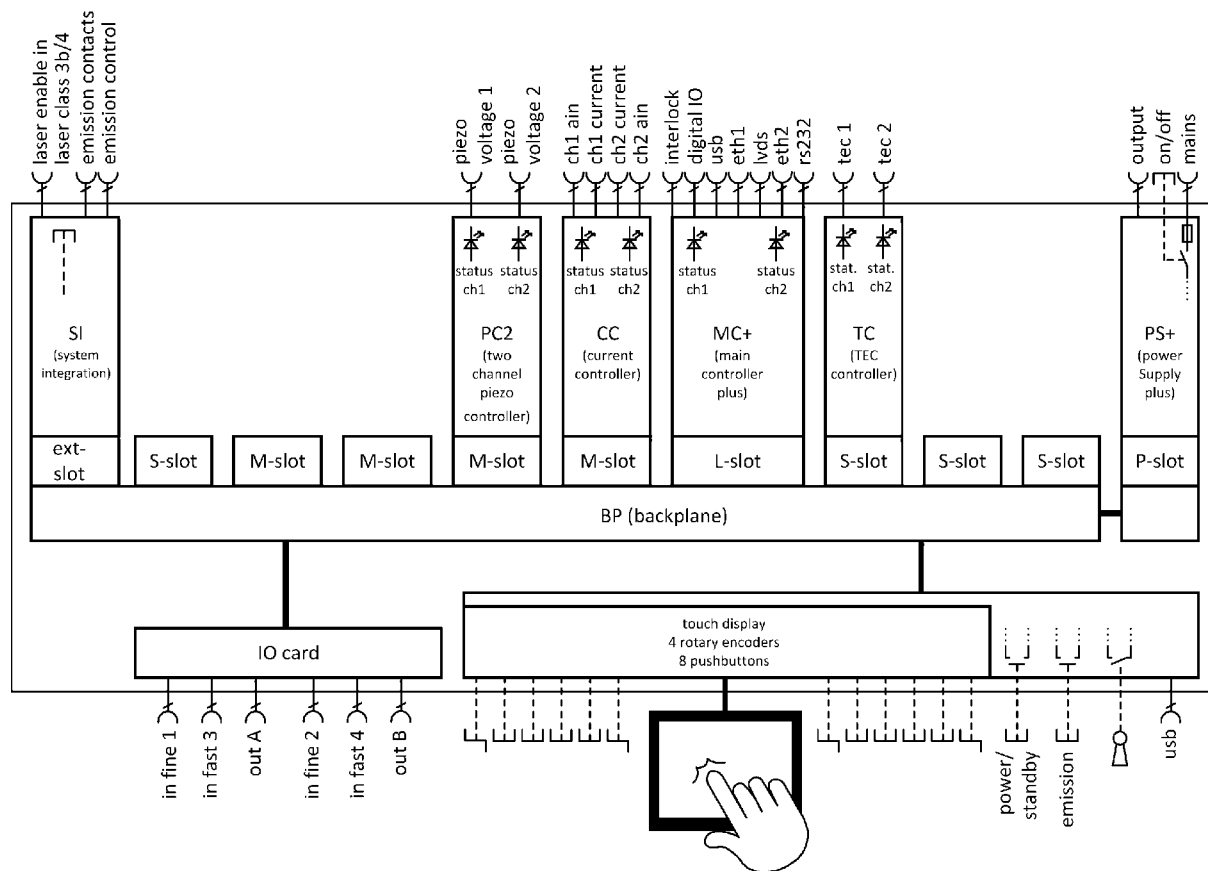 laser enable in
laser class 3b/4
emission contacts
emission control
piezo
voltage 1
piezo
voltage 2
ch1 ain
ch1 current
ch2 current
ch2 ain
interlock
digital IO
usb
eth1
lvds
eth2
rs232
tec 1
tec 2
output
on/off
mains
SI
(system
integration)
status
ch1
status
ch2
PC2
(two
channel
piezo
controller)
status
ch1
status
ch2
CC
(current
controller)
status
ch1
status
ch2
MC+
(main
controller
plus)
stat.
ch1
stat.
ch2
TC
(TEC
controller)
PS+
(power
Supply
plus)
ext-
slot
S-slot
M-slot
M-slot
M-slot
M-slot
L-slot
S-slot
S-slot
S-slot
P-slot
BP (backplane)
IO card
touch display
4 rotary encoders
8 pushbuttons
in fine 1
in fast 3
out A
in fine 2
in fast 4
out B
power/
standby
emission
usb